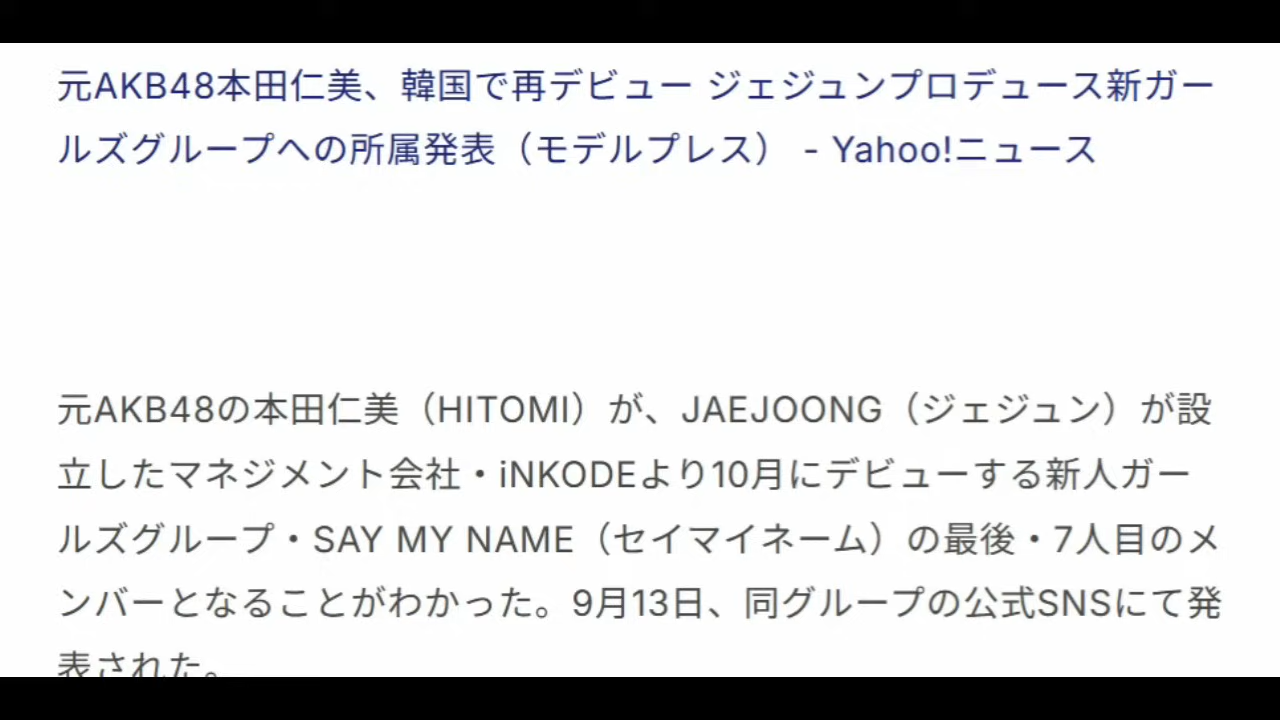 元AKB48本田仁美、韓国で再デビュー ジェジュンプロデュース新ガー
ルズグループへの所属発表（モデルプレス） - Yahoo!ニュース
元AKB48の本田仁美（HITOMI）が、JAEJOONG（ジェジュン）が設
立したマネジメント会社・iNKODEより10月にデビューする新人ガー
ルズグループ・SAY MY NAME（セイマイネーム）の最後・7人目のメ
ンバーとなることがわかった。9月13日、同グループの公式SNSにて発
表された。